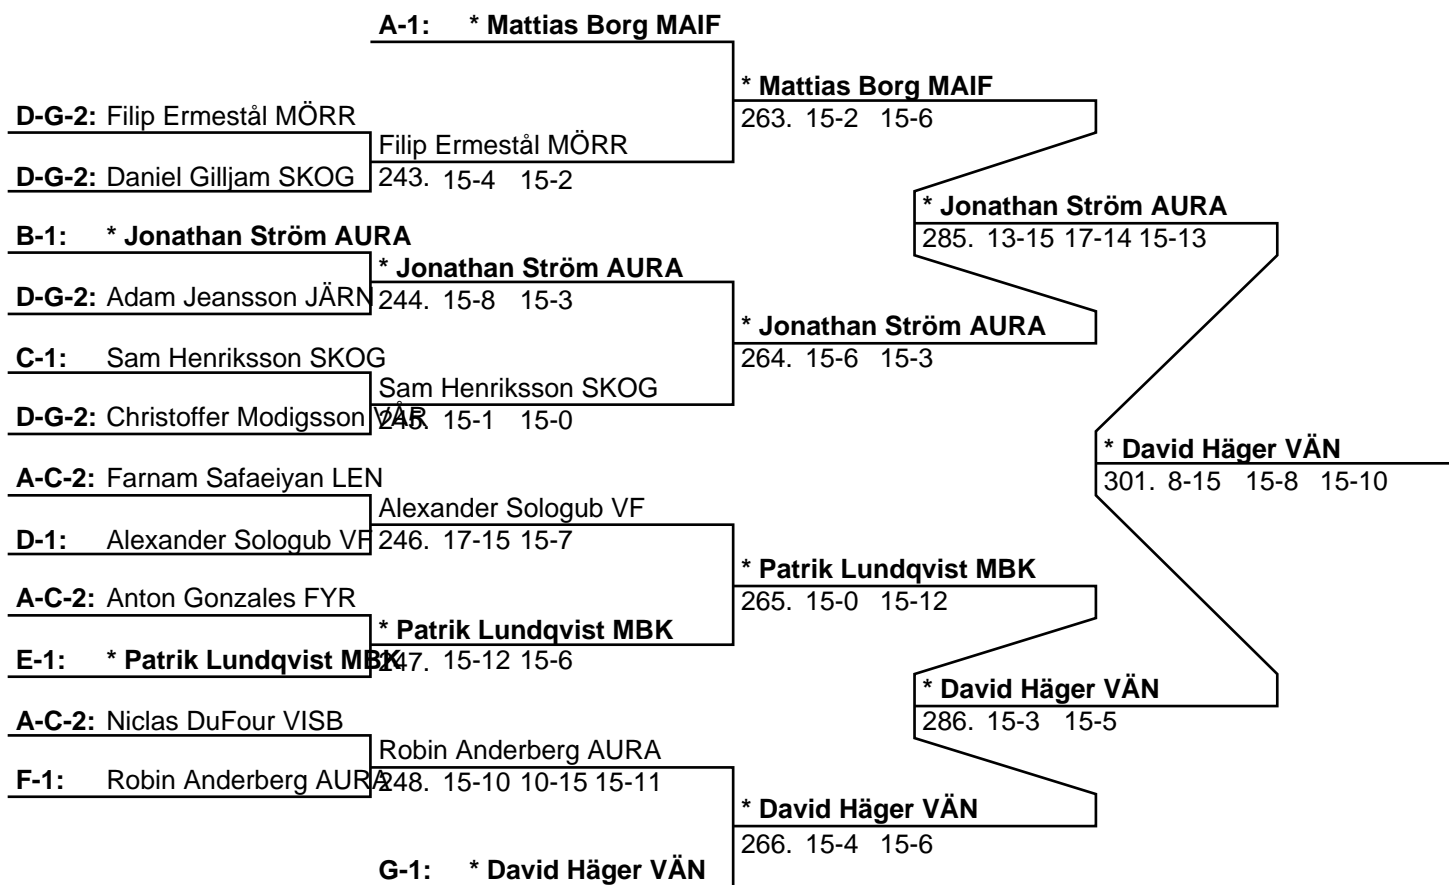 A-1: * Mattias Borg MAIF
* Mattias Borg MAIF
263. 15-2 15-6
D-G-2: Filip Ermestål MÖRR
Filip Ermestål MÖRR
D-G-2: Daniel Gilljam SKOG
243. 15-4 15-2
* Jonathan Ström AURA
285. 13-15 17-14 15-13
B-1: * Jonathan Ström AURA
* Jonathan Ström AURA
D-G-2: Adam Jeansson JÄRN
244. 15-8 15-3
* Jonathan Ström AURA
264. 15-6 15-3
C-1: Sam Henriksson SKOG
Sam Henriksson SKOG
D-G-2: Christoffer Modigsson VÅR
245. 15-1 15-0
* David Häger VÄN
301. 8-15 15-8 15-10
A-C-2: Farnam Safaeiyan LEN
Alexander Sologub VF
D-1: Alexander Sologub VF
246. 17-15 15-7
* Patrik Lundqvist MBK
265. 15-0 15-12
A-C-2: Anton Gonzales FYR
* Patrik Lundqvist MBK
E-1: * Patrik Lundqvist MBK
247. 15-12 15-6
* David Häger VÄN
286. 15-3 15-5
A-C-2: Niclas DuFour VISB
Robin Anderberg AURA
F-1: Robin Anderberg AURA
248. 15-10 10-15 15-11
* David Häger VÄN
266. 15-4 15-6
G-1: * David Häger VÄN